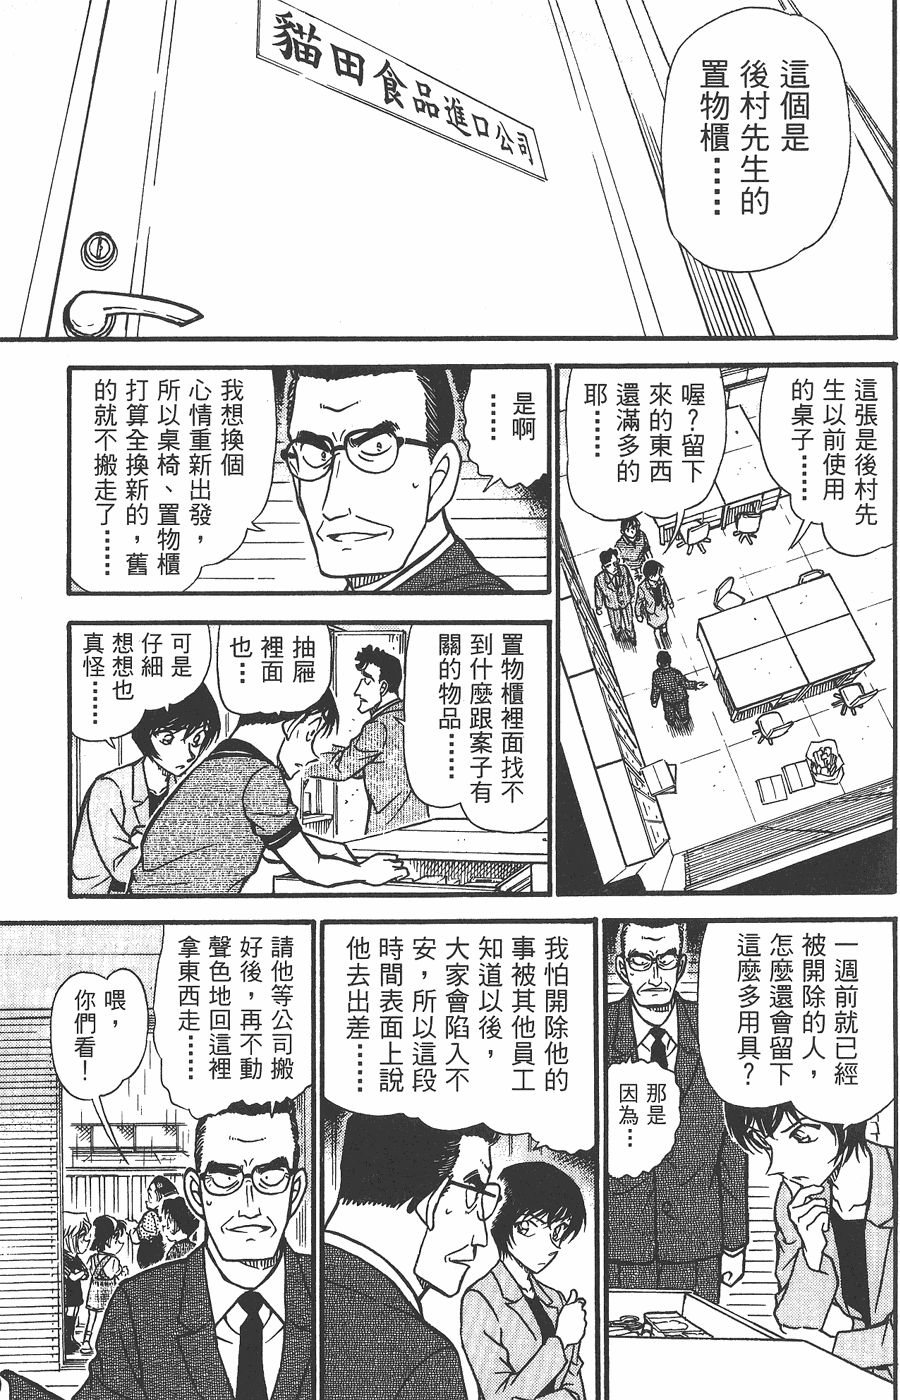 貓田食品進口公司
這個是
後村先生的
置物櫃……
這張是後村先
生以前使用
的桌子……
喔？留下
來的東西
還滿多的
耶……
是啊
……
我想換個
心情重新出發，
所以桌椅、置物櫃
打算全換新的，舊
的就不搬走了……
置物櫃裡面找不
到什麼跟案子有
關的物品……
抽屜
裡面
也…
可是
仔細
想想也
真怪……
一週前就已經
被開除的人，
怎麼還會留下
這麼多用具？
那是
因為…
我怕開除他的
事被其他員工
知道以後，
大家會陷入不
安，所以這段
時間表面上說
他去出差……
請他等公司搬
好後，再不動
聲色地回這裡
拿東西走……
喂，
你們看！